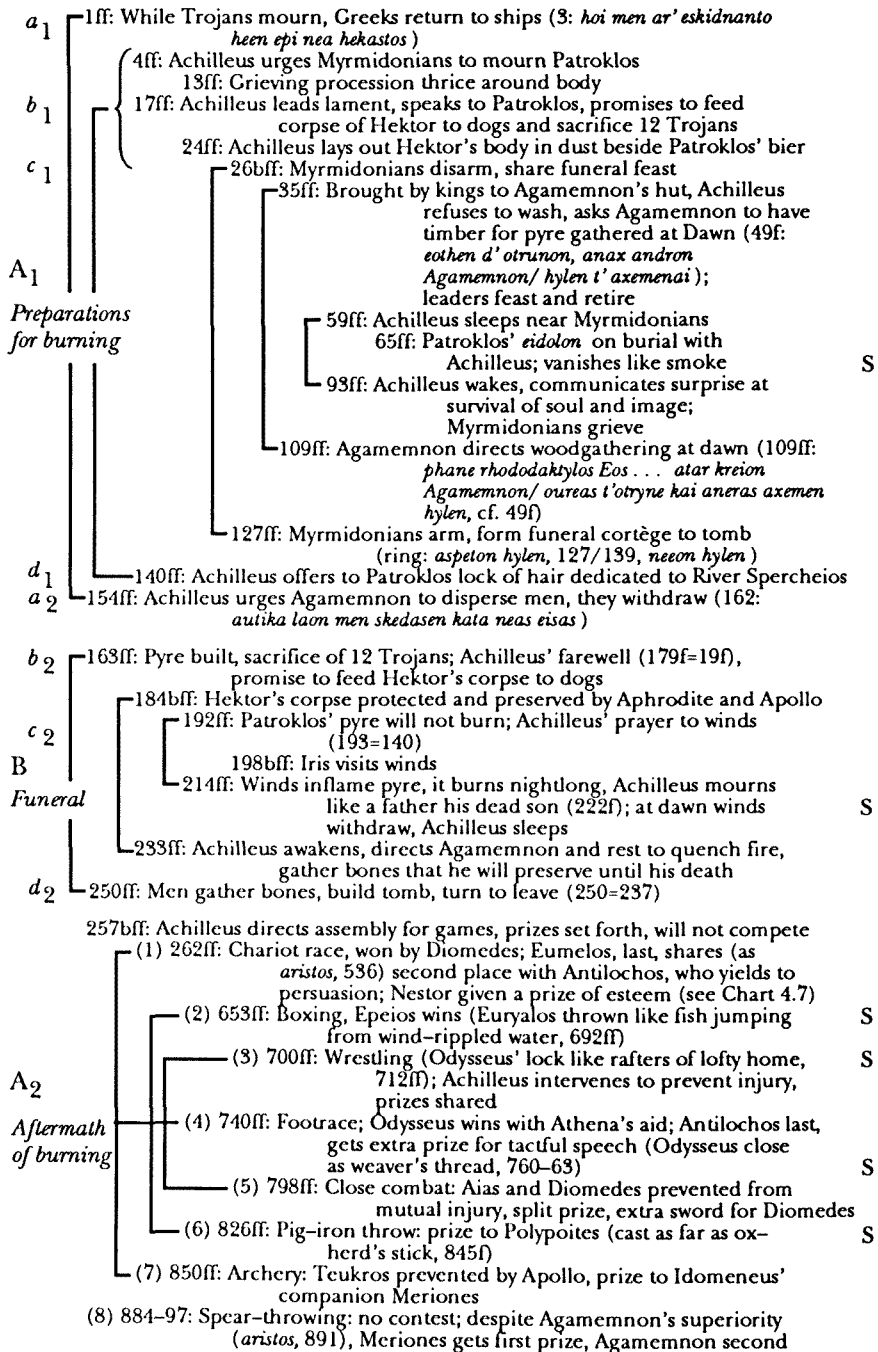 a1 1ff: While Trojans mourn, Greeks return to ships (3: hoi men ar' eskidnanto
heen epi nea hekastos)
4ff: Achilleus urges Myrmidonians to mourn Patroklos
13ff: Grieving procession thrice around body
b1 17ff: Achilleus leads lament, speaks to Patroklos, promises to feed
corpse of Hektor to dogs and sacrifice 12 Trojans
24ff: Achilleus lays out Hektor's body in dust beside Patroklos' bier
c1 26bff: Myrmidonians disarm, share funeral feast
35ff: Brought by kings to Agamemnon's hut, Achilleus
refuses to wash, asks Agamemnon to have
timber for pyre gathered at Dawn (49f:
eothen d' otrunon, anax andron
A1 Agamemnon/ hylen t' axemenai);
leaders feast and retire
Preparations
for burning
59ff: Achilleus sleeps near Myrmidonians
65ff: Patroklos' eidolon on burial with
Achilleus; vanishes like smoke S
93ff: Achilleus wakes, communicates surprise at
survival of soul and image;
Myrmidonians grieve
109ff: Agamemnon directs woodgathering at dawn (109ff:
phane rhododaktylos Eos . . . atar kreion
Agamemnon/ oureas t'otryne kai aneras axemen
hylen, cf. 49f)
127ff: Myrmidonians arm, form funeral cortège to tomb
(ring: aspeton hylen, 127/139, neeon hylen)
d1 140ff: Achilleus offers to Patroklos lock of hair dedicated to River Spercheios
a2 154ff: Achilleus urges Agamemnon to disperse men, they withdraw (162:
autika laon men skedasen kata neas eisas)
b2 163ff: Pyre built, sacrifice of 12 Trojans; Achilleus' farewell (179f=19f),
promise to feed Hektor's corpse to dogs
184bff: Hektor's corpse protected and preserved by Aphrodite and Apollo
c2 192ff: Patroklos' pyre will not burn; Achilleus' prayer to winds
(193=140)
B 198bff: Iris visits winds
Funeral 214ff: Winds inflame pyre, it burns nightlong, Achilleus mourns
like a father his dead son (222f); at dawn winds S
withdraw, Achilleus sleeps
233ff: Achilleus awakens, directs Agamemnon and rest to quench fire,
gather bones that he will preserve until his death
d2 250ff: Men gather bones, build tomb, turn to leave (250=237)
257bff: Achilleus directs assembly for games, prizes set forth, will not compete
(1) 262ff: Chariot race, won by Diomedes; Eumelos, last, shares (as
aristos, 536) second place with Antilochos, who yields to
persuasion; Nestor given a prize of esteem (see Chart 4.7)
(2) 653ff: Boxing, Epeios wins (Euryalos thrown like fish jumping S
from wind-rippled water, 692ff)
(3) 700ff: Wrestling (Odysseus' lock like rafters of lofty home, S
712ff); Achilleus intervenes to prevent injury,
A2 prizes shared
Aftermath
of burning
(4) 740ff: Footrace; Odysseus wins with Athena's aid; Antilochos last,
gets extra prize for tactful speech (Odysseus close
as weaver's thread, 760-63) S
(5) 798ff: Close combat: Aias and Diomedes prevented from
mutual injury, split prize, extra sword for Diomedes
(6) 826ff: Pig-iron throw: prize to Polypoites (cast as far as ox- S
herd's stick, 845f)
(7) 850ff: Archery: Teukros prevented by Apollo, prize to Idomeneus'
companion Meriones
(8) 884-97: Spear-throwing: no contest; despite Agamemnon's superiority
(aristos, 891), Meriones gets first prize, Agamemnon second